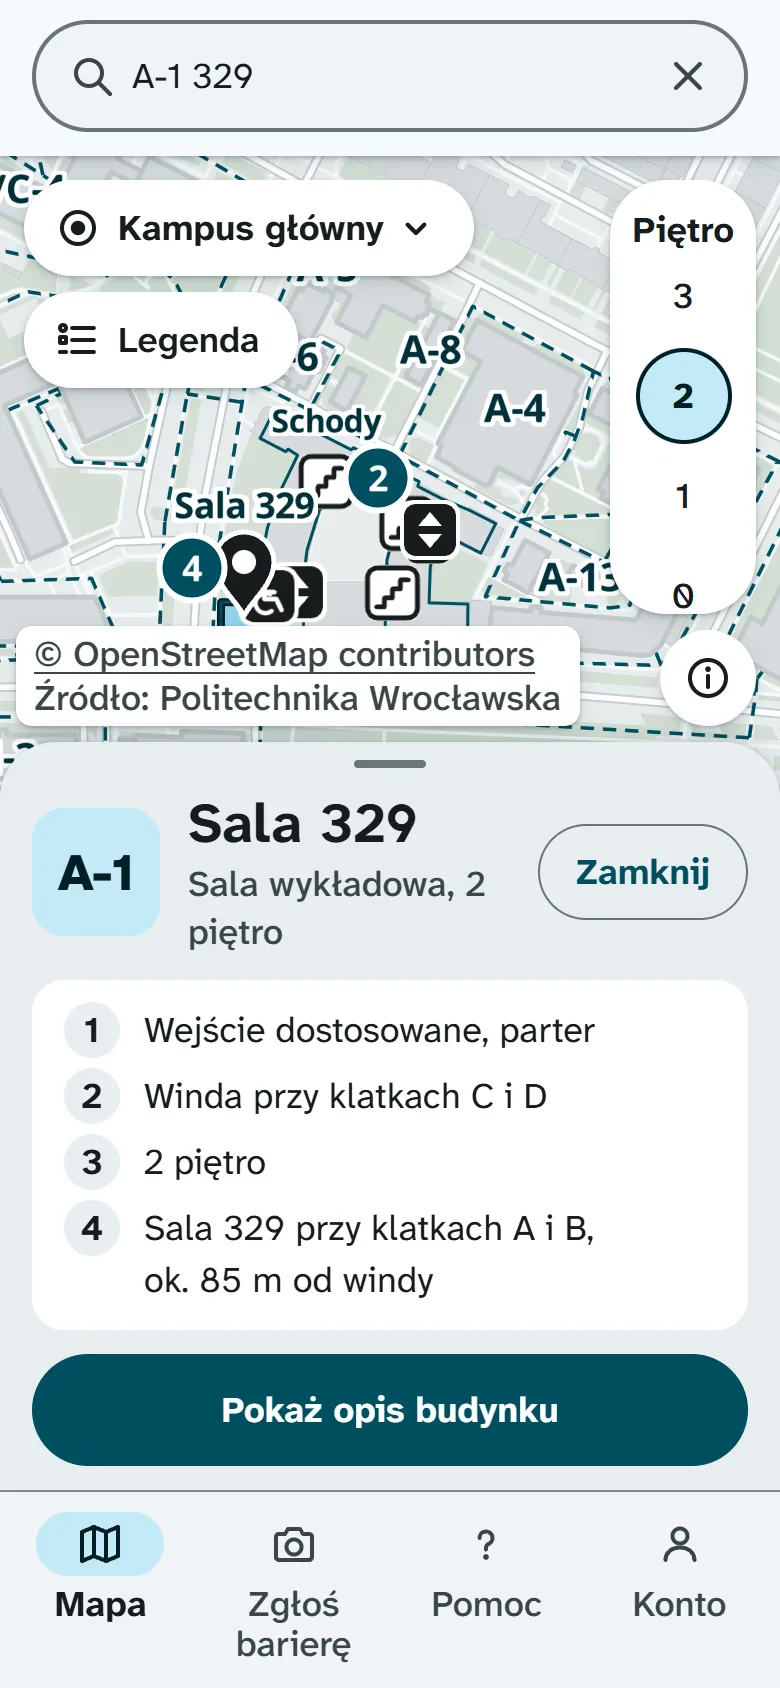 A-1 329
Kampus główny
Legenda
Piętro
3
2
1
0
6
A-8
A-4
Schody
2
Sala 329
4
A-13
© OpenStreetMap contributors
Źródło: Politechnika Wrocławska
A-1
Sala 329
Sala wykładowa, 2
piętro
Zamknij
1 Wejście dostosowane, parter
2 Winda przy klatkach C i D
3 2 piętro
4 Sala 329 przy klatkach A i B,
ok. 85 m od windy
Pokaż opis budynku
Mapa
Zgłoś
barierę
Pomoc
Konto